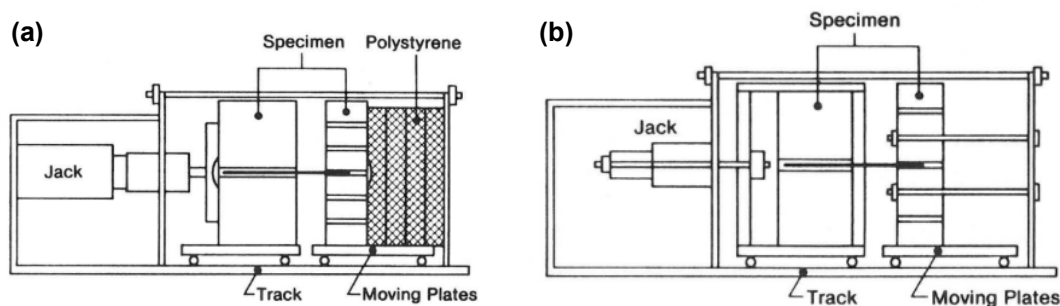 (a)
Specimen
Polystyrene
Jack
Track
Moving Plates
(b)
Specimen
Jack
Track
Moving Plates